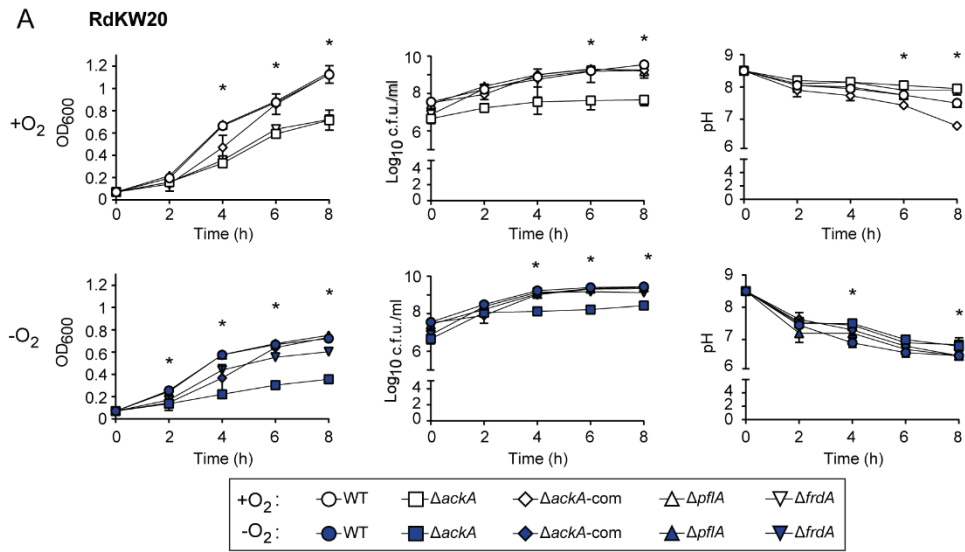 A RdKW20
+O2
OD600
1.2
1
0.8
0.6
0.4
0.2
0
0 2 4 6 8
Time (h)
* * *
Log10 c.f.u./ml
10
8
6
4
2
0
0 2 4 6 8
Time (h)
* *
pH
9
8
7
6
4
2
0
0 2 4 6 8
Time (h)
* *
-O2
OD600
1.2
1
0.8
0.6
0.4
0.2
0
0 2 4 6 8
Time (h)
* * * *
Log10 c.f.u./ml
10
8
6
4
2
0
0 2 4 6 8
Time (h)
* * *
pH
9
8
7
6
4
2
0
0 2 4 6 8
Time (h)
* *
+O2 : WT ΔackA ΔackA-com ΔpflA ΔfrdA
-O2 : WT ΔackA ΔackA-com ΔpflA ΔfrdA